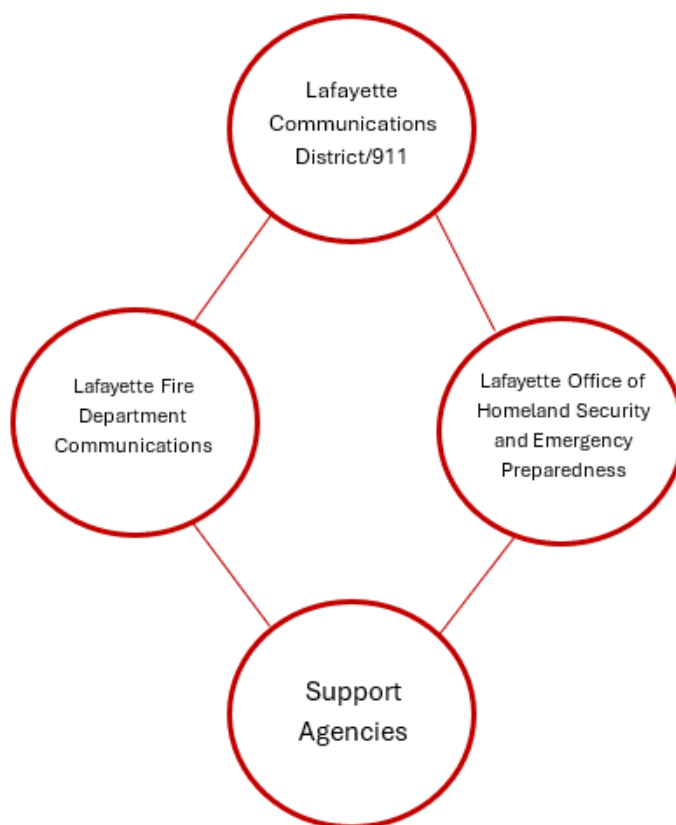 Lafayette
Communications
District/911
Lafayette Fire
Department
Communications
Lafayette Office of
Homeland Security
and Emergency
Preparedness
Support
Agencies